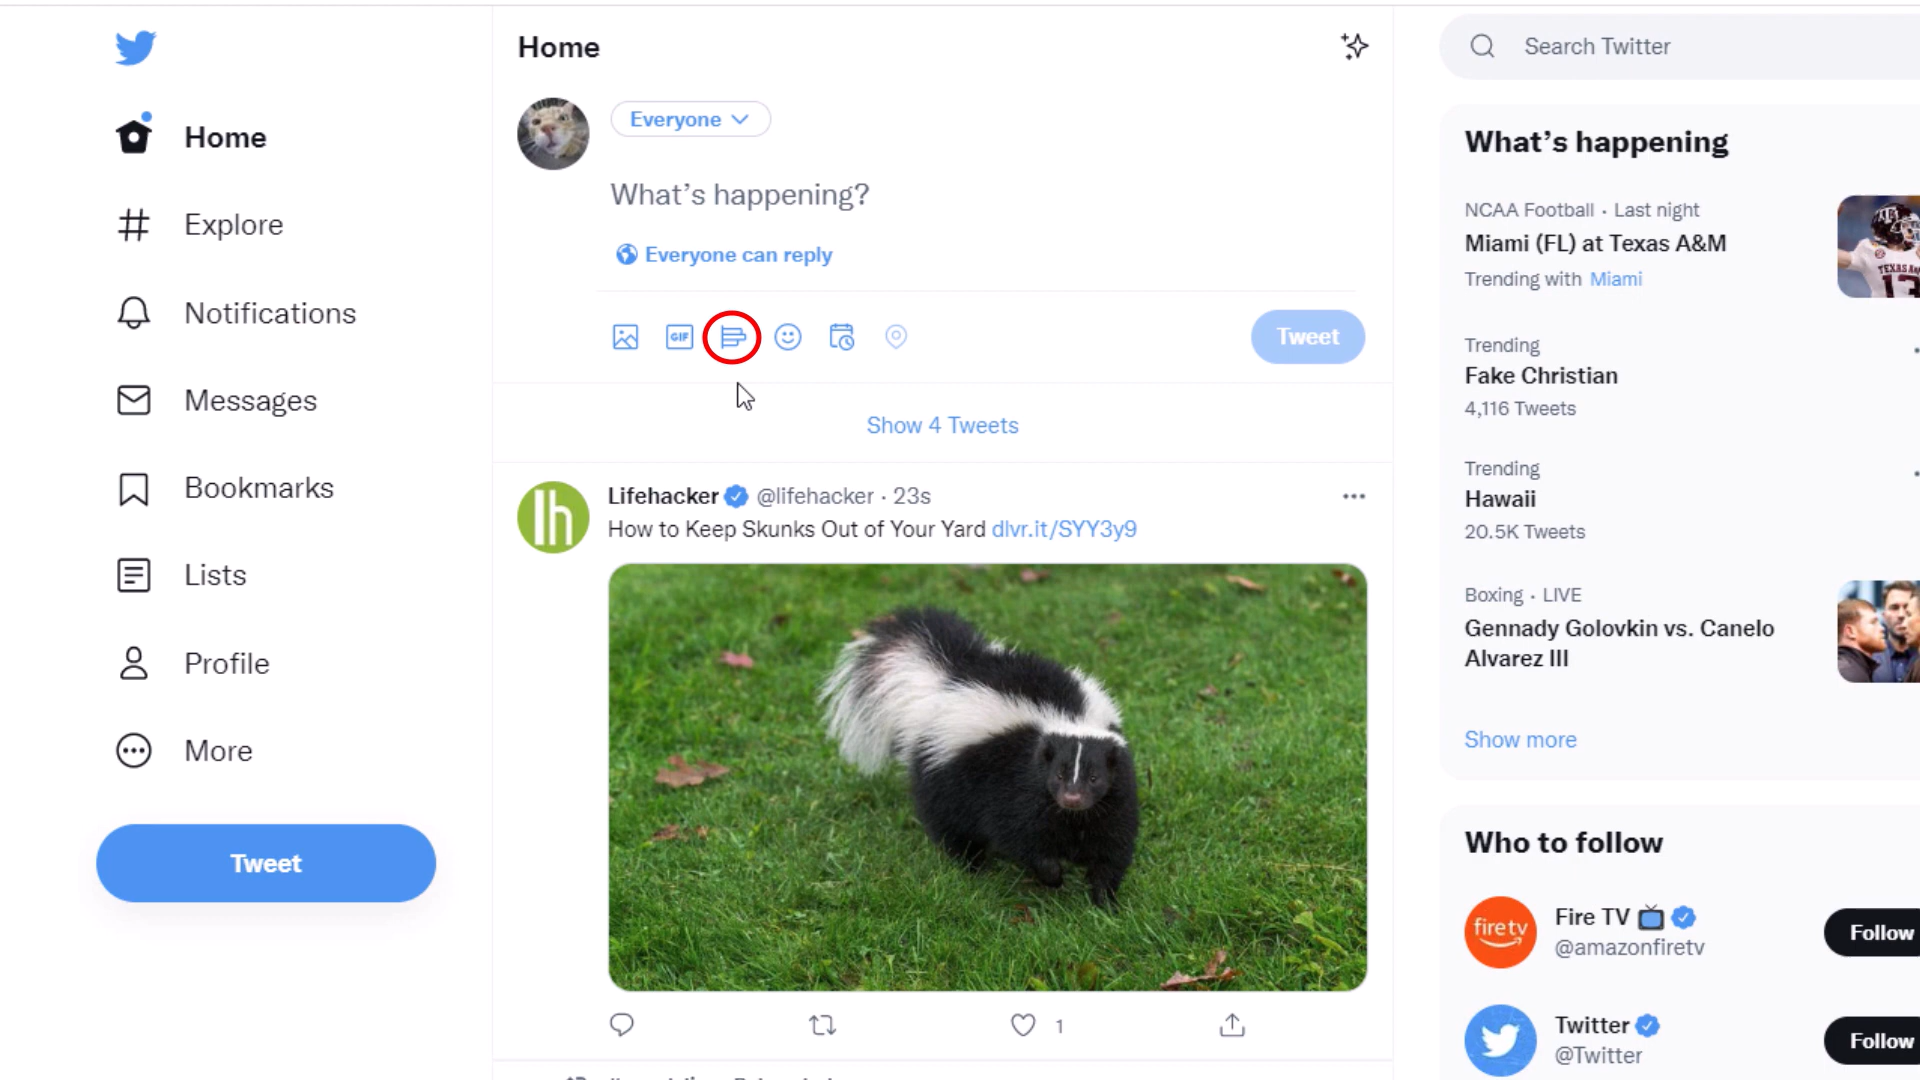 Home
Explore
Notifications
Messages
Bookmarks
Lists
Profile
More
Tweet
Home
Everyone
What’s happening?
Everyone can reply
GIF
Tweet
Show 4 Tweets
lh
Lifehacker @lifehacker · 23s
How to Keep Skunks Out of Your Yard dlvr.it/SYY3y9
1
Search Twitter
What’s happening
NCAA Football · Last night
Miami (FL) at Texas A&M
Trending with Miami
Trending
Fake Christian
4,116 Tweets
Trending
Hawaii
20.5K Tweets
Boxing · LIVE
Gennady Golovkin vs. Canelo
Alvarez III
Show more
Who to follow
firetv
Fire TV
@amazonfiretv
Follow
Twitter
@Twitter
Follow